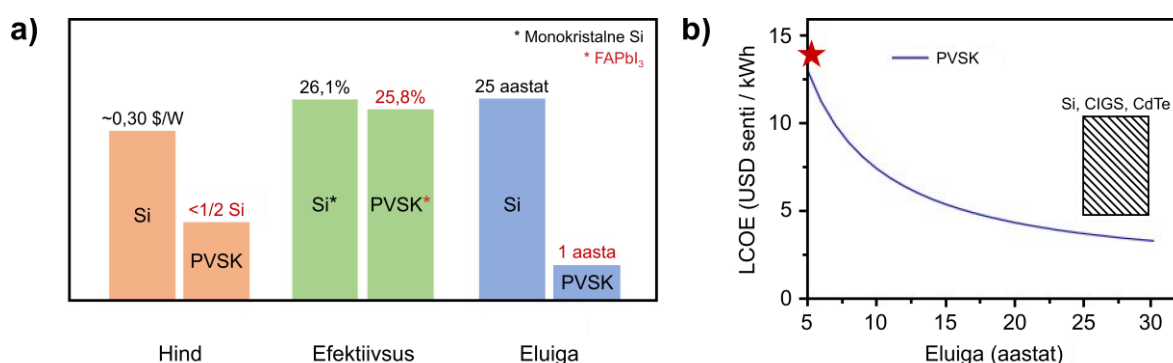 a)
* Monokristalne Si
* FAPbI₃
~0,30 $/W
Si
<1/2 Si
PVSK
26,1%
Si*
25,8%
PVSK*
25 aastat
Si
1 aasta
PVSK
Hind
Efektiivsus
Eluiga
b)
LCOE (USD senti / kWh
15
10
5
0
PVSK
Si, CIGS, CdTe
5
10
15
20
25
30
Eluiga (aastat)